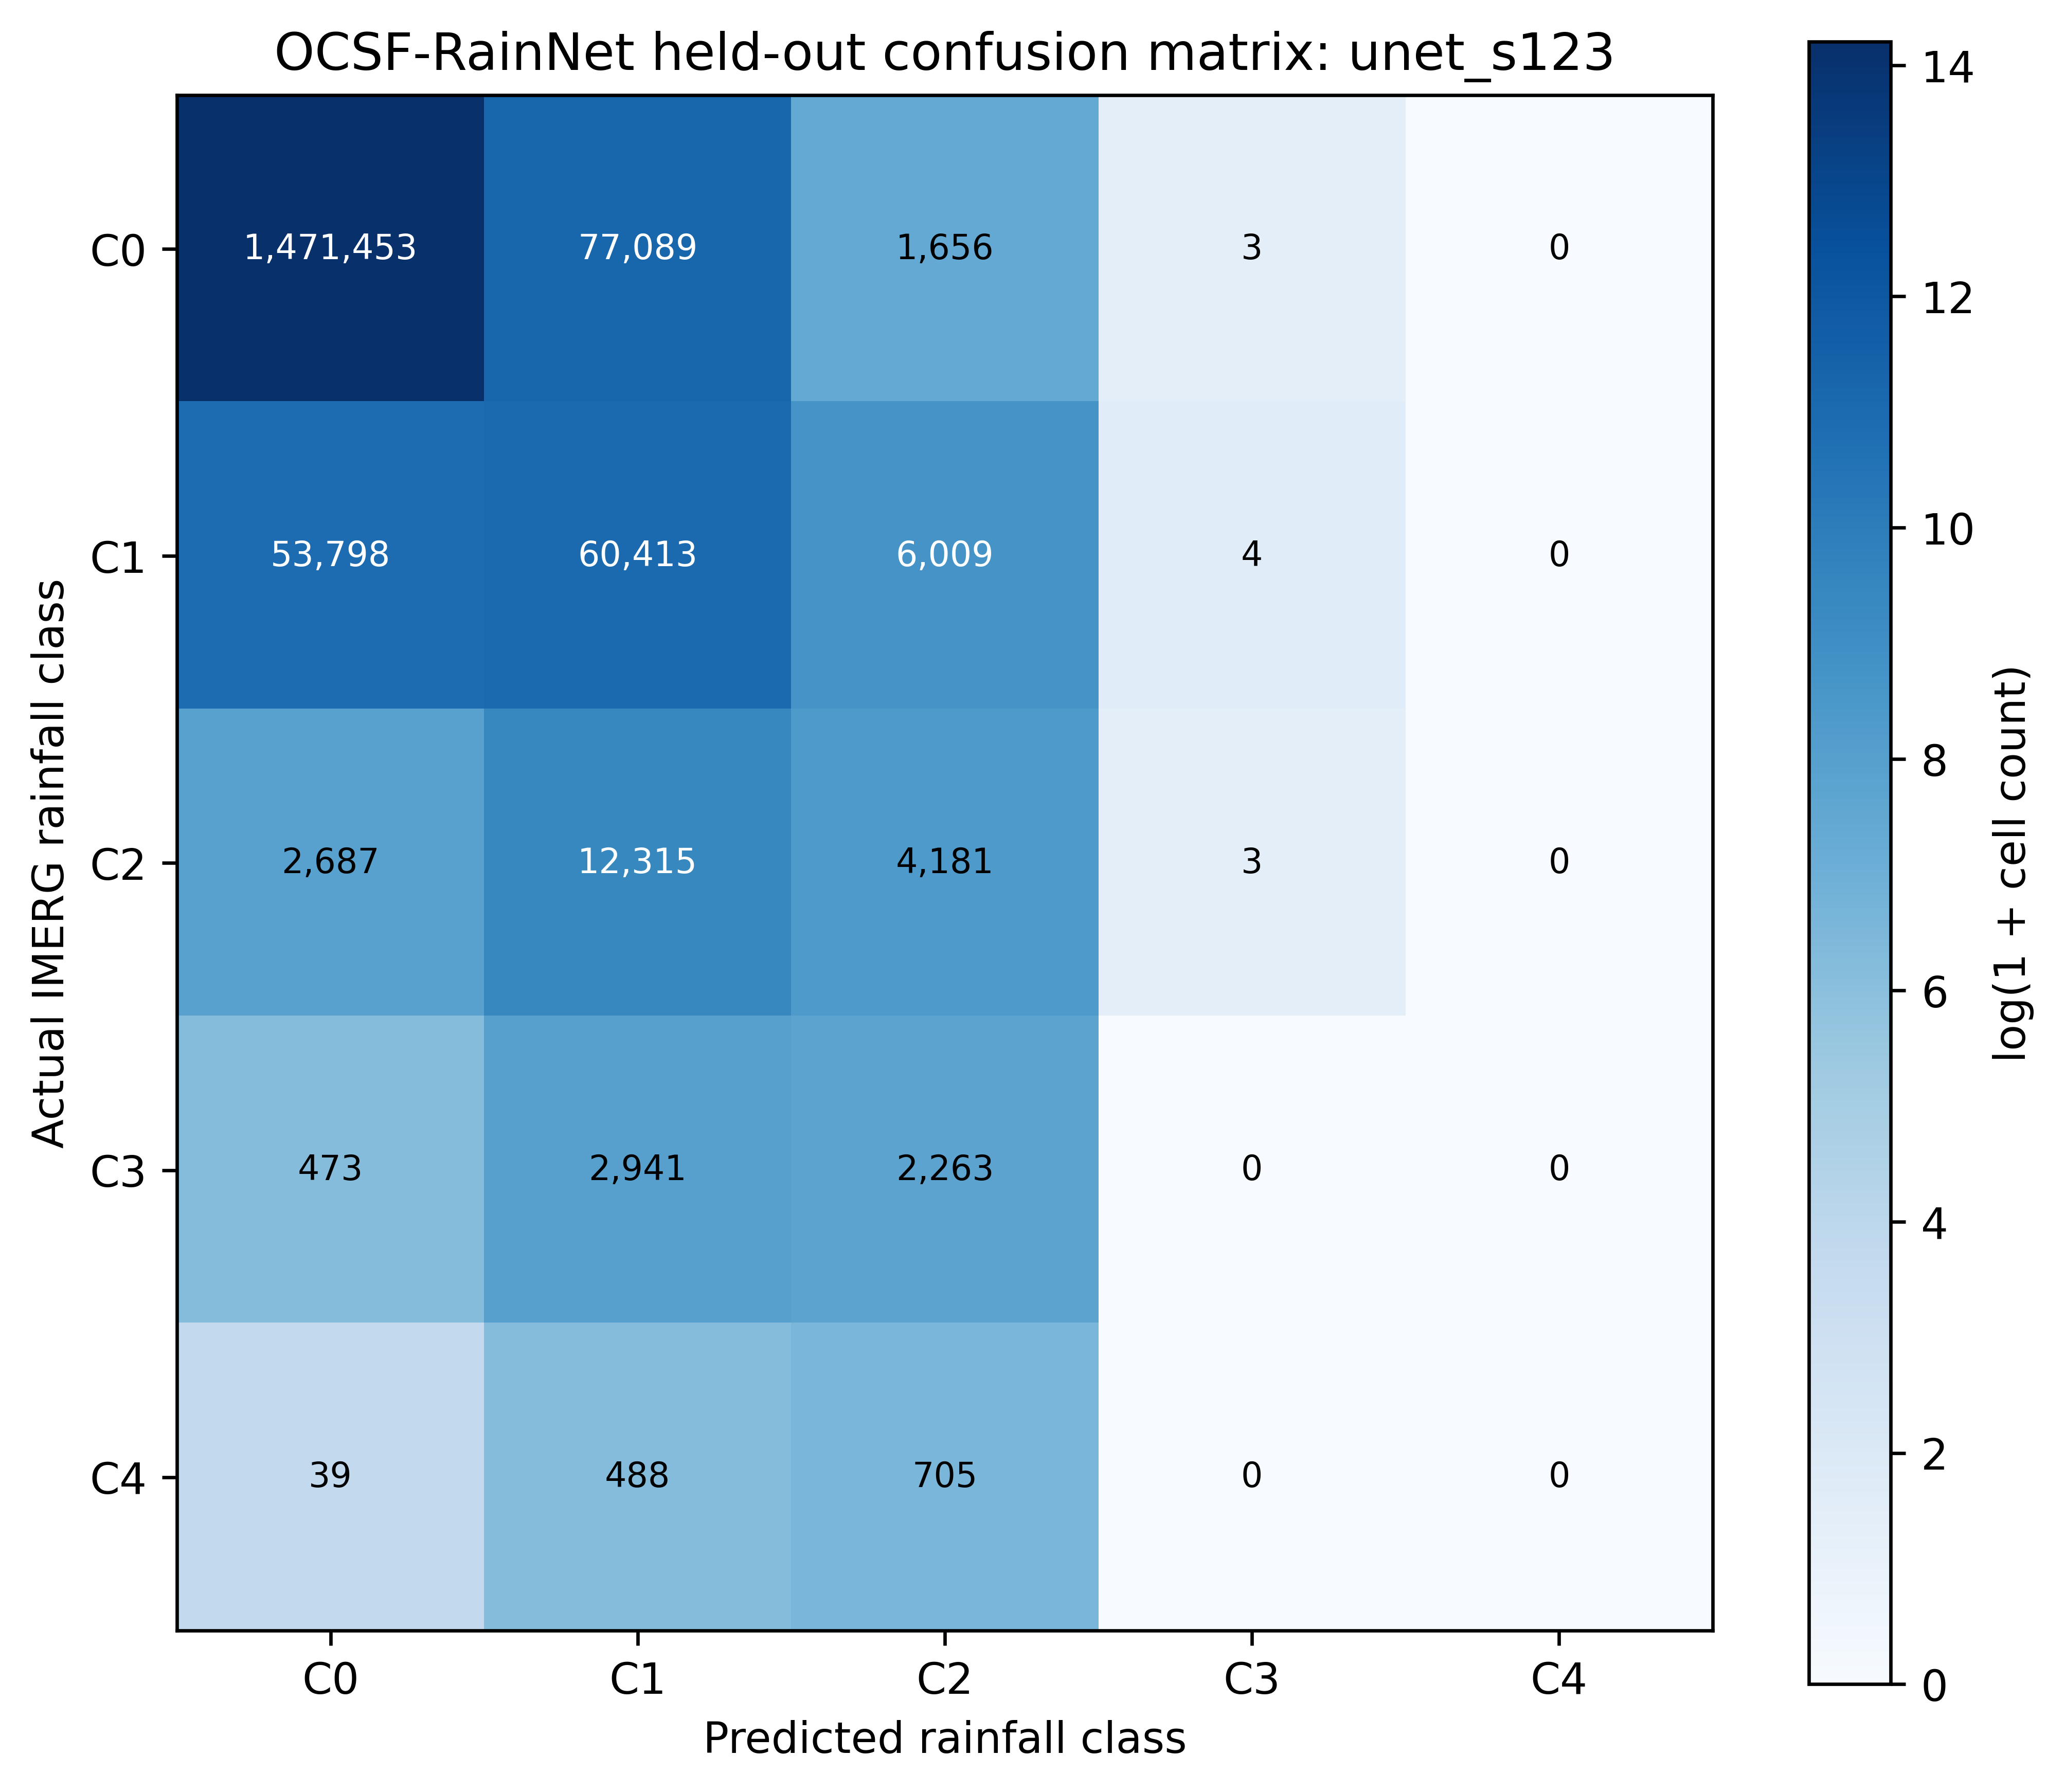 OCSF-RainNet held-out confusion matrix: unet_s123
Actual IMERG rainfall class
C0
1,471,453 77,089 1,656 3 0
C1
53,798 60,413 6,009 4 0
C2
2,687 12,315 4,181 3 0
C3
473 2,941 2,263 0 0
C4
39 488 705 0 0
C0 C1 C2 C3 C4
Predicted rainfall class
14
12
10
8
6
4
2
0
log(1 + cell count)